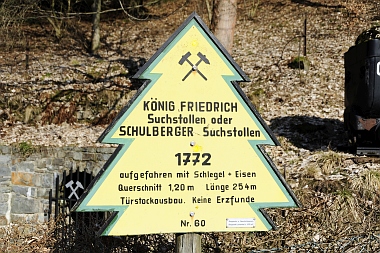 KÖNIG FRIEDRICH
Suchstollen oder
SCHULBERGER Suchstollen
1772
aufgefahren mit Schlegel + Eisen
Querschnitt 1,20 m Länge 254 m
Türstockausbau. Keine Erzfunde
Nr. 60